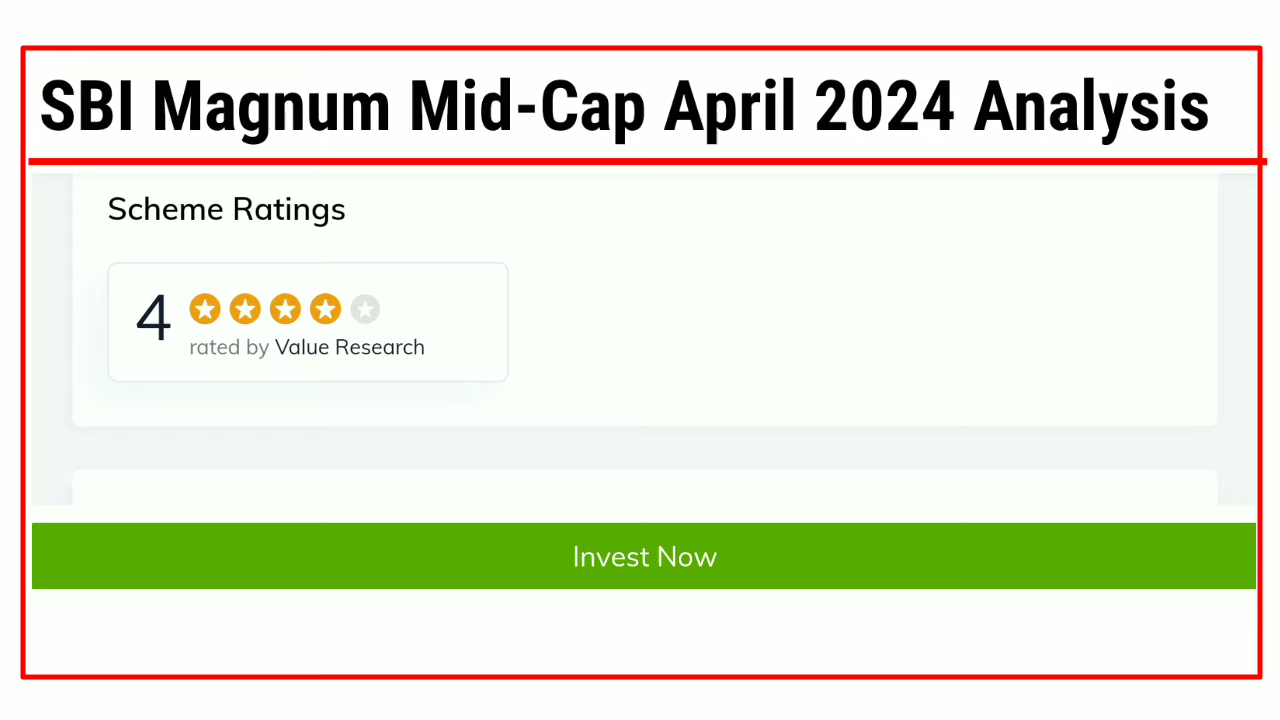 SBI Magnum Mid-Cap April 2024 Analysis
Scheme Ratings
4
rated by Value Research
Invest Now